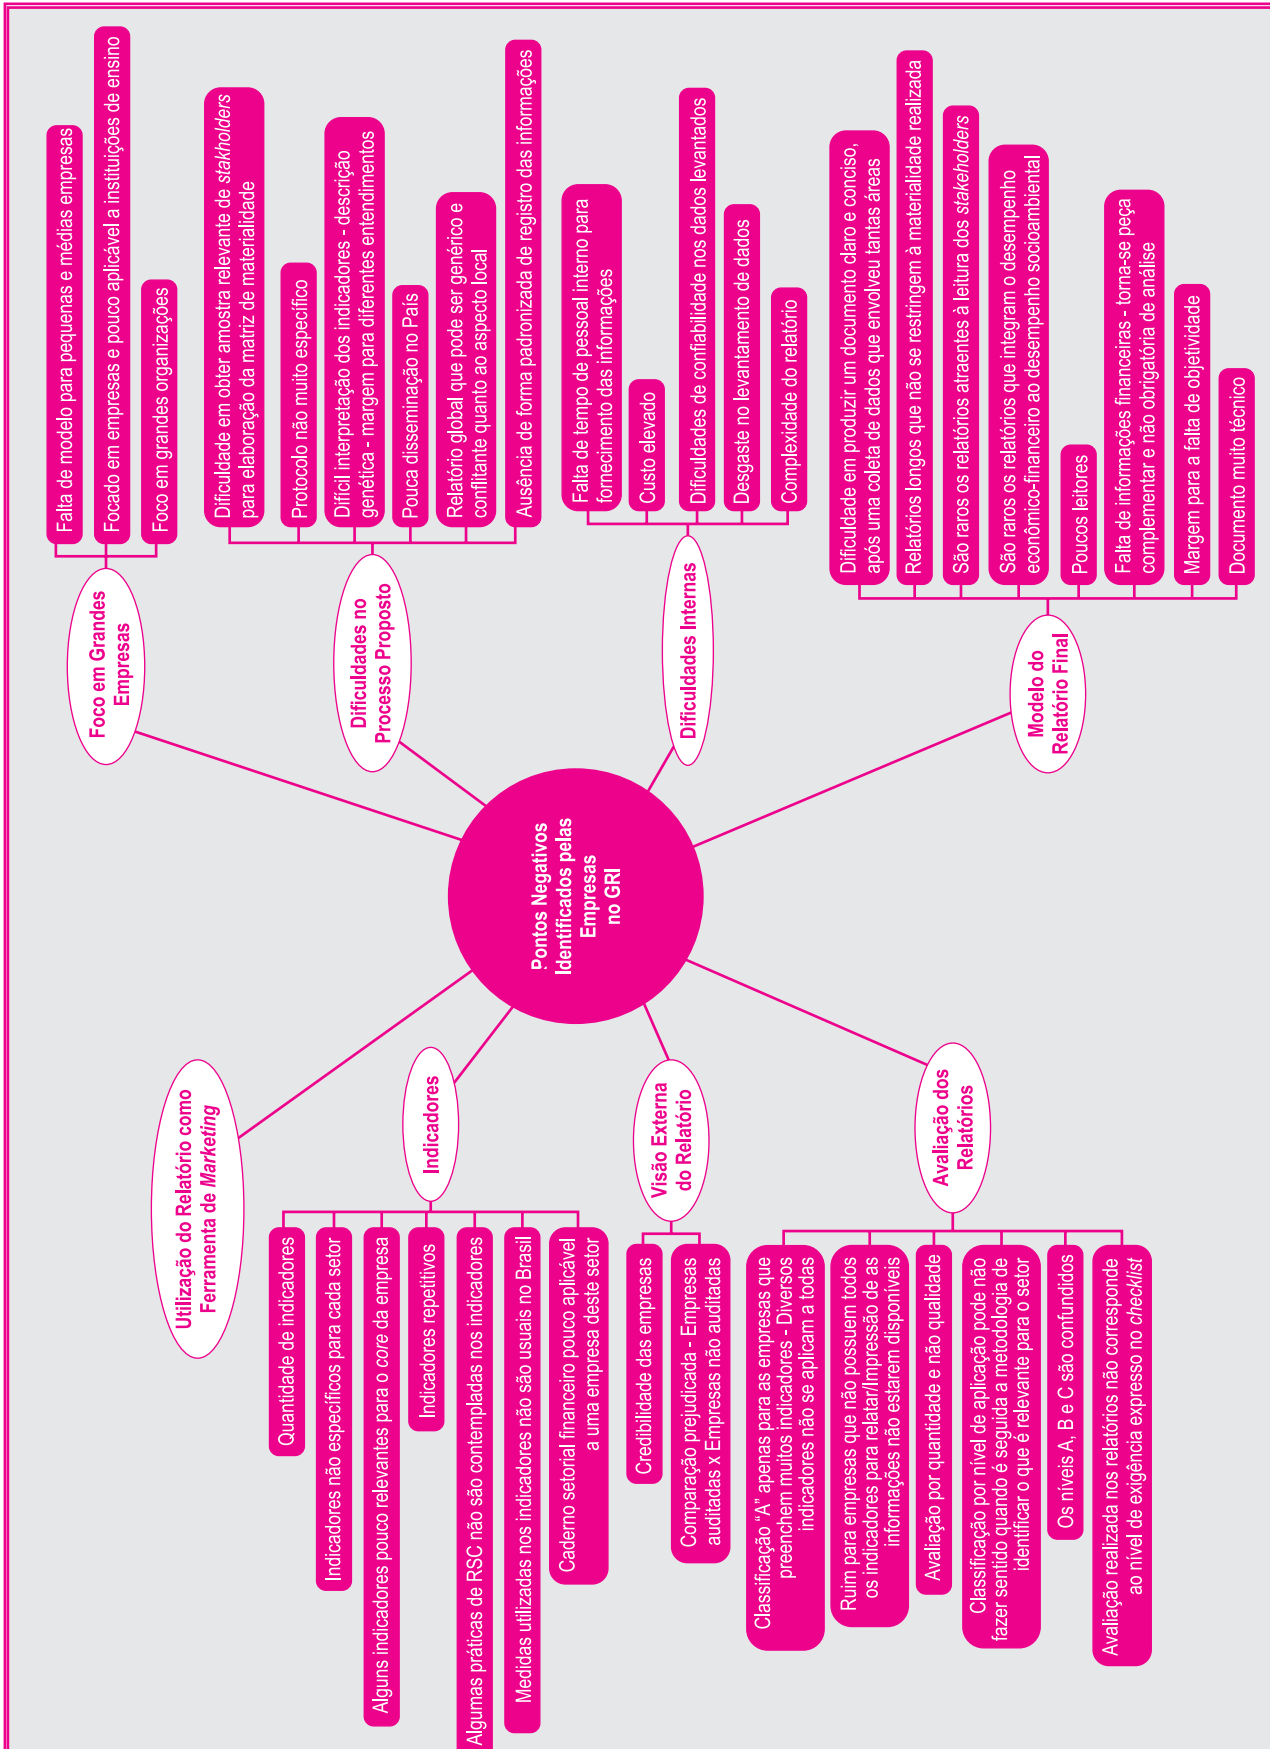 Pontos Negativos
Identificados pelas
Empresas
no GRI
Utilização do Relatório como
Ferramenta de Marketing
Indicadores
Quantidade de indicadores
Indicadores não específicos para cada setor
Alguns indicadores pouco relevantes para o core da empresa
Indicadores repetitivos
Algumas práticas de RSC não são contempladas nos indicadores
Medidas utilizadas nos indicadores não são usuais no Brasil
Caderno setorial financeiro pouco aplicável
a uma empresa deste setor
Visão Externa
do Relatório
Credibilidade das empresas
Comparação prejudicada - Empresas
auditadas x Empresas não auditadas
Avaliação dos
Relatórios
Classificação “A” apenas para as empresas que
preenchem muitos indicadores - Diversos
indicadores não se aplicam a todas
Ruim para empresas que não possuem todos
os indicadores para relatar/Impressão de as
informações não estarem disponíveis
Avaliação por quantidade e não qualidade
Classificação por nível de aplicação pode não
fazer sentido quando é seguida a metodologia de
identificar o que é relevante para o setor
Os níveis A, B e C são confundidos
Avaliação realizada nos relatórios não corresponde
ao nível de exigência expresso no checklist
Foco em Grandes
Empresas
Falta de modelo para pequenas e médias empresas
Focado em empresas e pouco aplicável a instituições de ensino
Foco em grandes organizações
Dificuldades no
Processo Proposto
Dificuldade em obter amostra relevante de stakholders
para elaboração da matriz de materialidade
Protocolo não muito específico
Difícil interpretação dos indicadores - descrição
genética - margem para diferentes entendimentos
Pouca disseminação no País
Relatório global que pode ser genérico e
conflitante quanto ao aspecto local
Ausência de forma padronizada de registro das informações
Dificuldades Internas
Falta de tempo de pessoal interno para
fornecimento das informações
Custo elevado
Dificuldades de confiabilidade nos dados levantados
Desgaste no levantamento de dados
Complexidade do relatório
Modelo do
Relatório Final
Dificuldade em produzir um documento claro e conciso,
após uma coleta de dados que envolveu tantas áreas
Relatórios longos que não se restringem à materialidade realizada
São raros os relatórios atraentes à leitura dos stakeholders
São raros os relatórios que integram o desempenho
econômico-financeiro ao desempenho socioambiental
Poucos leitores
Falta de informações financeiras - torna-se peça
complementar e não obrigatória de análise
Margem para a falta de objetividade
Documento muito técnico